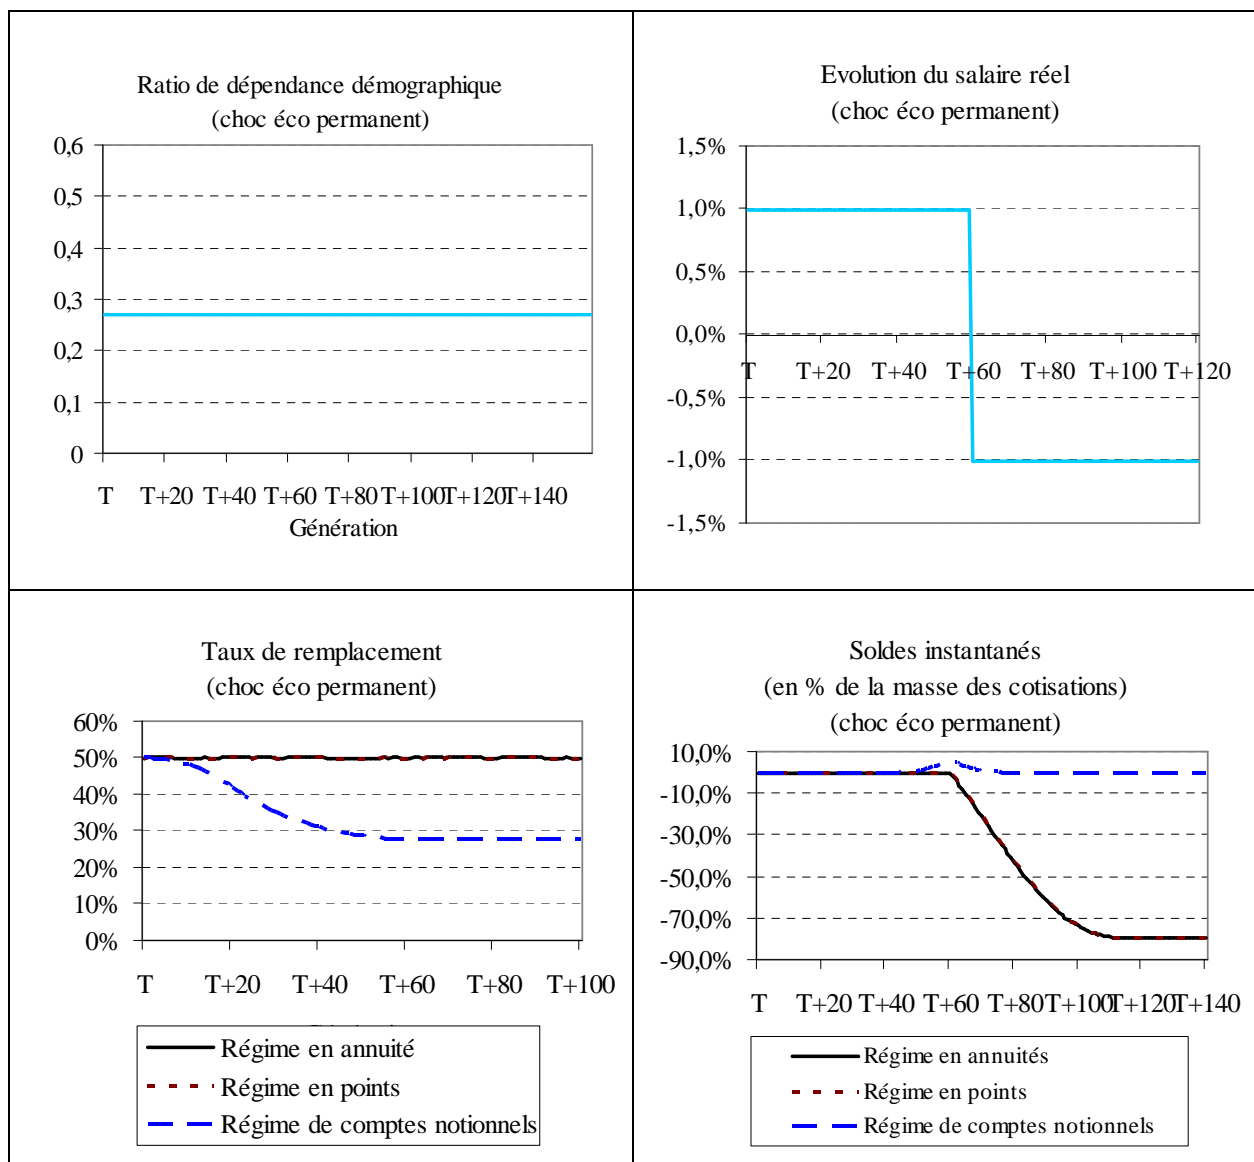 Ratio de dépendance démographique
(choc éco permanent)
0,6
0,5
0,4
0,3
0,2
0,1
0
T T+20 T+40 T+60 T+80 T+100 T+120 T+140
Génération
Evolution du salaire réel
(choc éco permanent)
1,5%
1,0%
0,5%
0,0%
T T+20 T+40 T+60 T+80 T+100 T+120
-0,5%
-1,0%
-1,5%
Taux de remplacement
(choc éco permanent)
60%
50%
40%
30%
20%
10%
0%
T T+20 T+40 T+60 T+80 T+100
Régime en annuité
Régime en points
Régime de comptes notionnels
Soldes instantanés
(en % de la masse des cotisations)
(choc éco permanent)
10,0%
-10,0%
-30,0%
-50,0%
-70,0%
-90,0%
T T+20 T+40 T+60 T+80 T+100 T+120 T+140
Régime en annuités
Régime en points
Régime de comptes notionnels